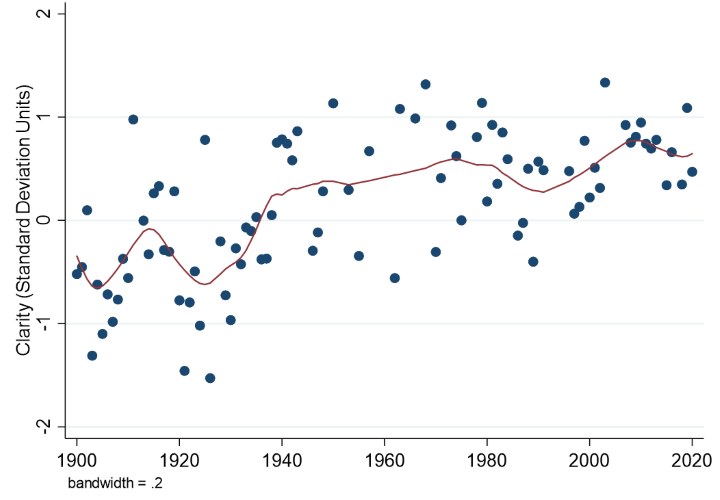 Clarity (Standard Deviation Units)
2
1
0
-1
-2
1900 1920 1940 1960 1980 2000 2020
bandwidth = .2